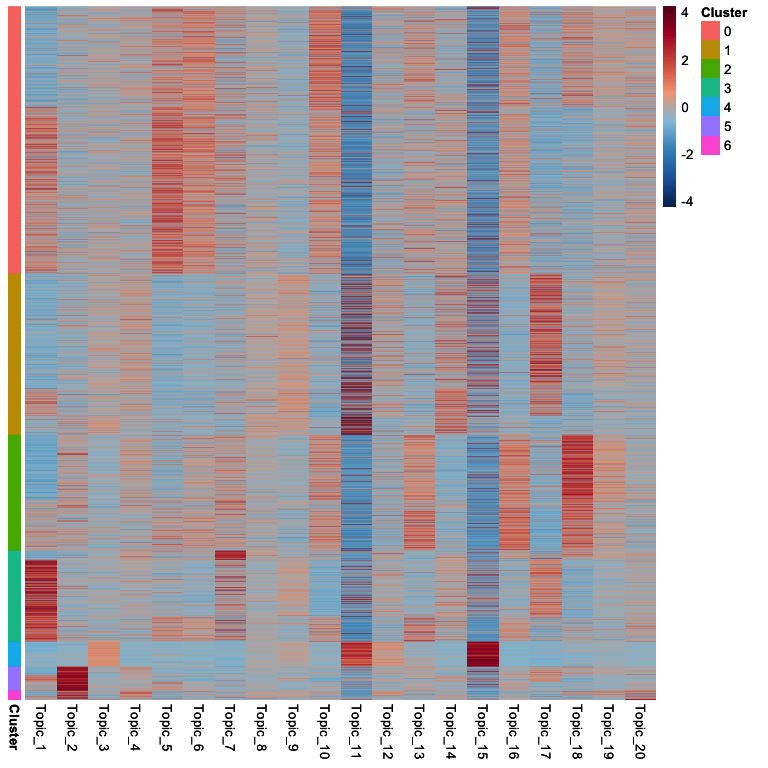 4
2
0
-2
-4
Cluster
0
1
2
3
4
5
6
Cluster
Topic_1
Topic_2
Topic_3
Topic_4
Topic_5
Topic_6
Topic_7
Topic_8
Topic_9
Topic_10
Topic_11
Topic_12
Topic_13
Topic_14
Topic_15
Topic_16
Topic_17
Topic_18
Topic_19
Topic_20